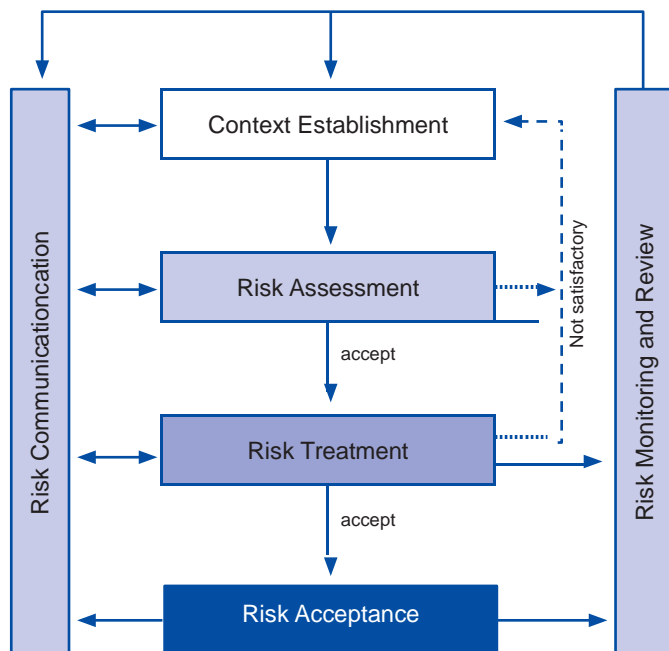 Context Establishment
Risk Assessment
accept
Risk Treatment
accept
Risk Acceptance
Risk Communicationcation
Not satisfactory
Risk Monitoring and Review